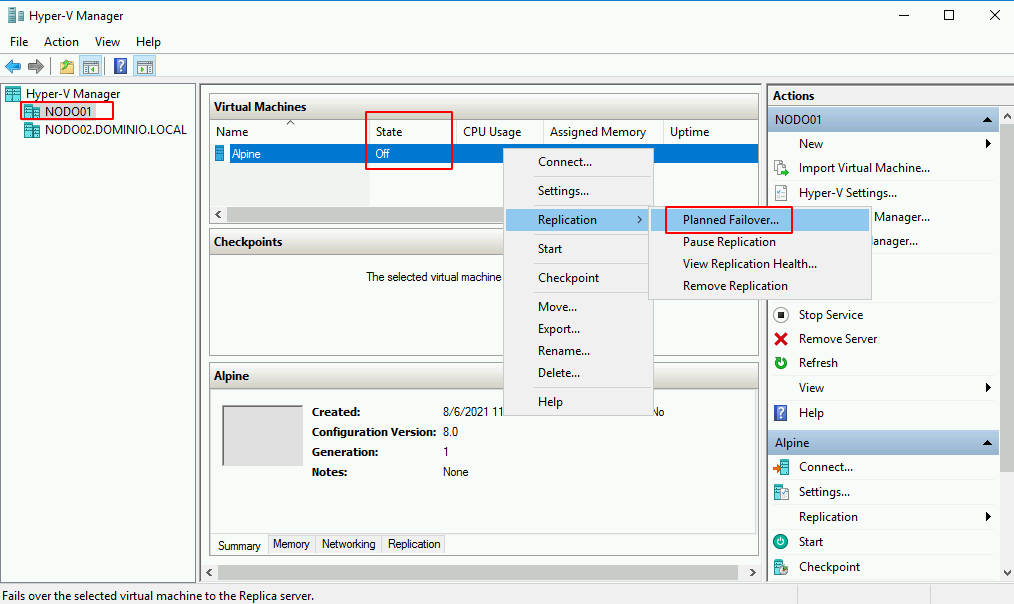 Hyper-V Manager
File Action View Help
Hyper-V Manager
NODO01
NODO02.DOMINIO.LOCAL
Virtual Machines
Name State CPU Usage Assigned Memory Uptime
Alpine Off
Connect...
Settings...
Replication
Start
Checkpoint
Move...
Export...
Rename...
Delete...
Help
Planned Failover...
Pause Replication
View Replication Health...
Remove Replication
Checkpoints
The selected virtual machine
Alpine
Created: 8/6/2021 11 No
Configuration Version: 8.0
Generation: 1
Notes: None
Summary Memory Networking Replication
Actions
NODO01
New
Import Virtual Machine...
Hyper-V Settings...
Manager...
anager...
Stop Service
Remove Server
Refresh
View
Help
Alpine
Connect...
Settings...
Replication
Start
Checkpoint
Fails over the selected virtual machine to the Replica server.